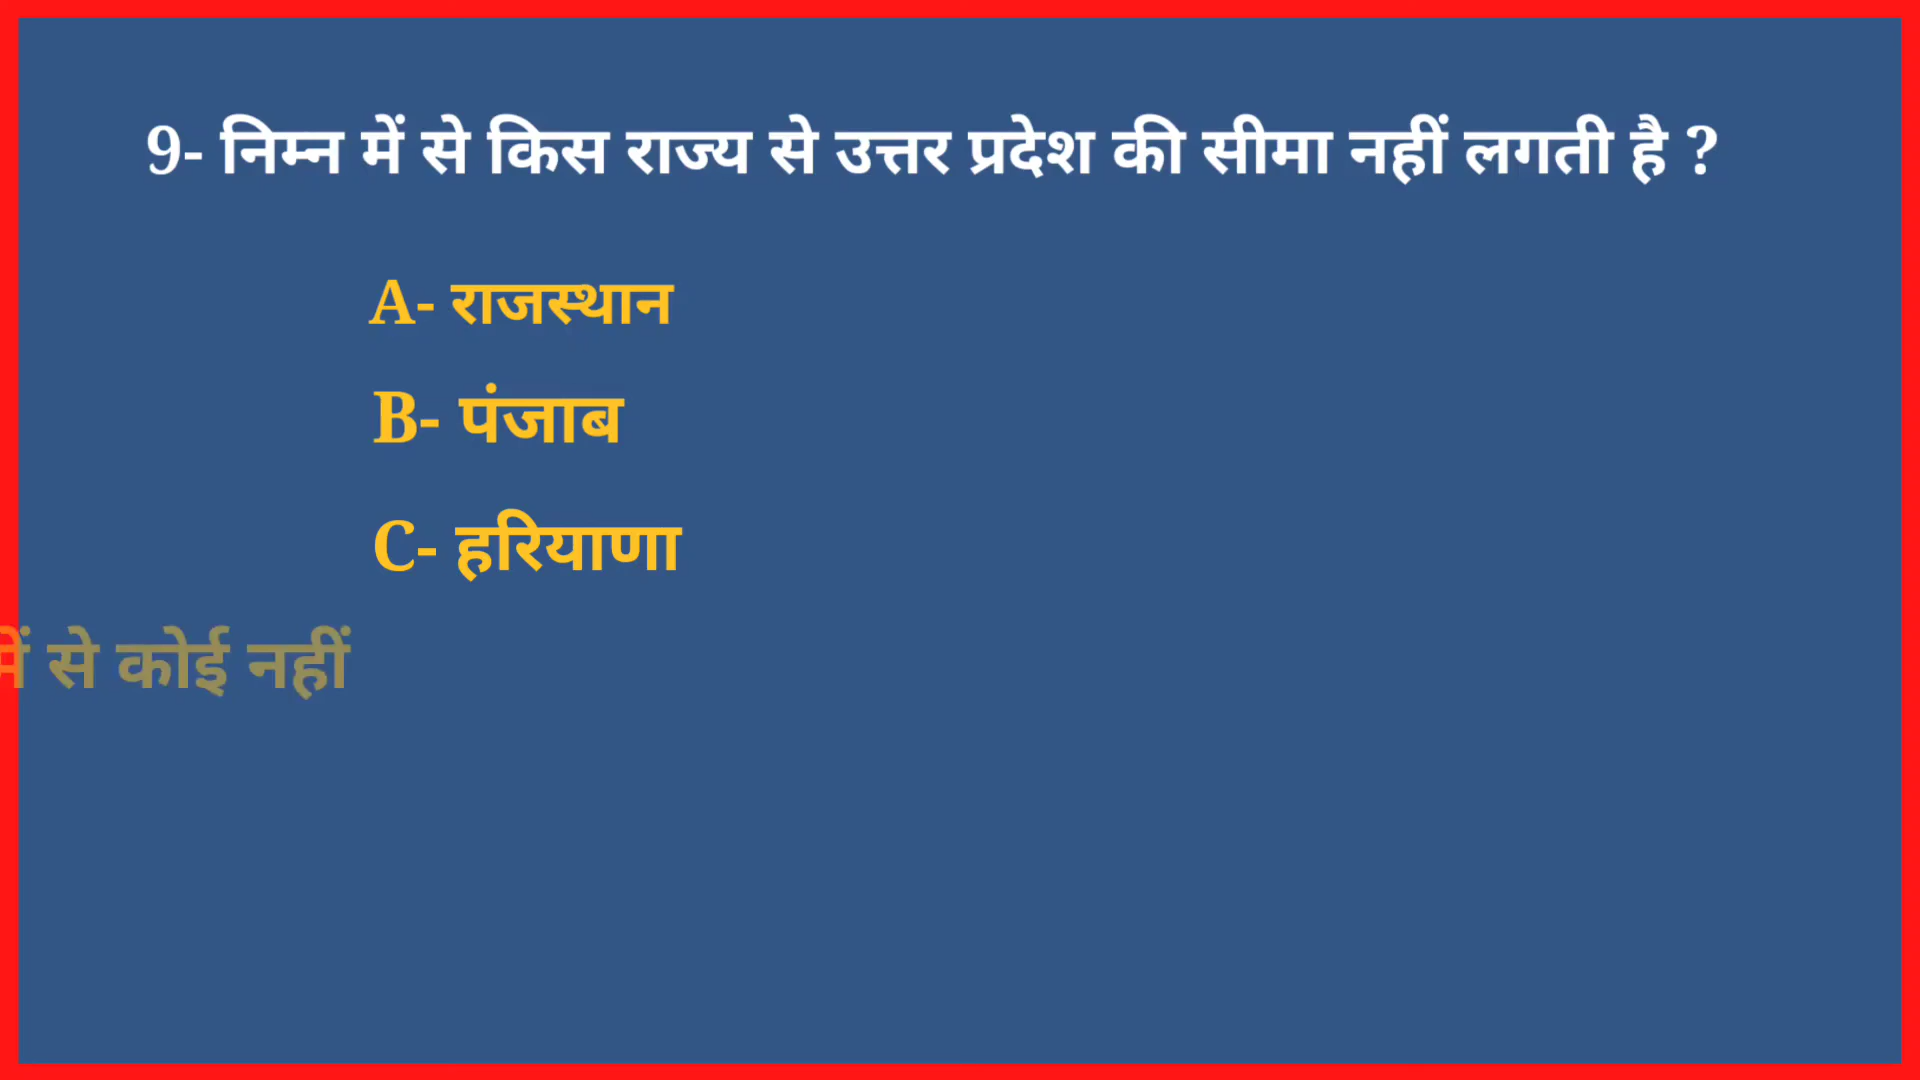 9- निम्न में से किस राज्य से उत्तर प्रदेश की सीमा नहीं लगती है ?
A- राजस्थान
B- पंजाब
C- हरियाणा
में से कोई नहीं